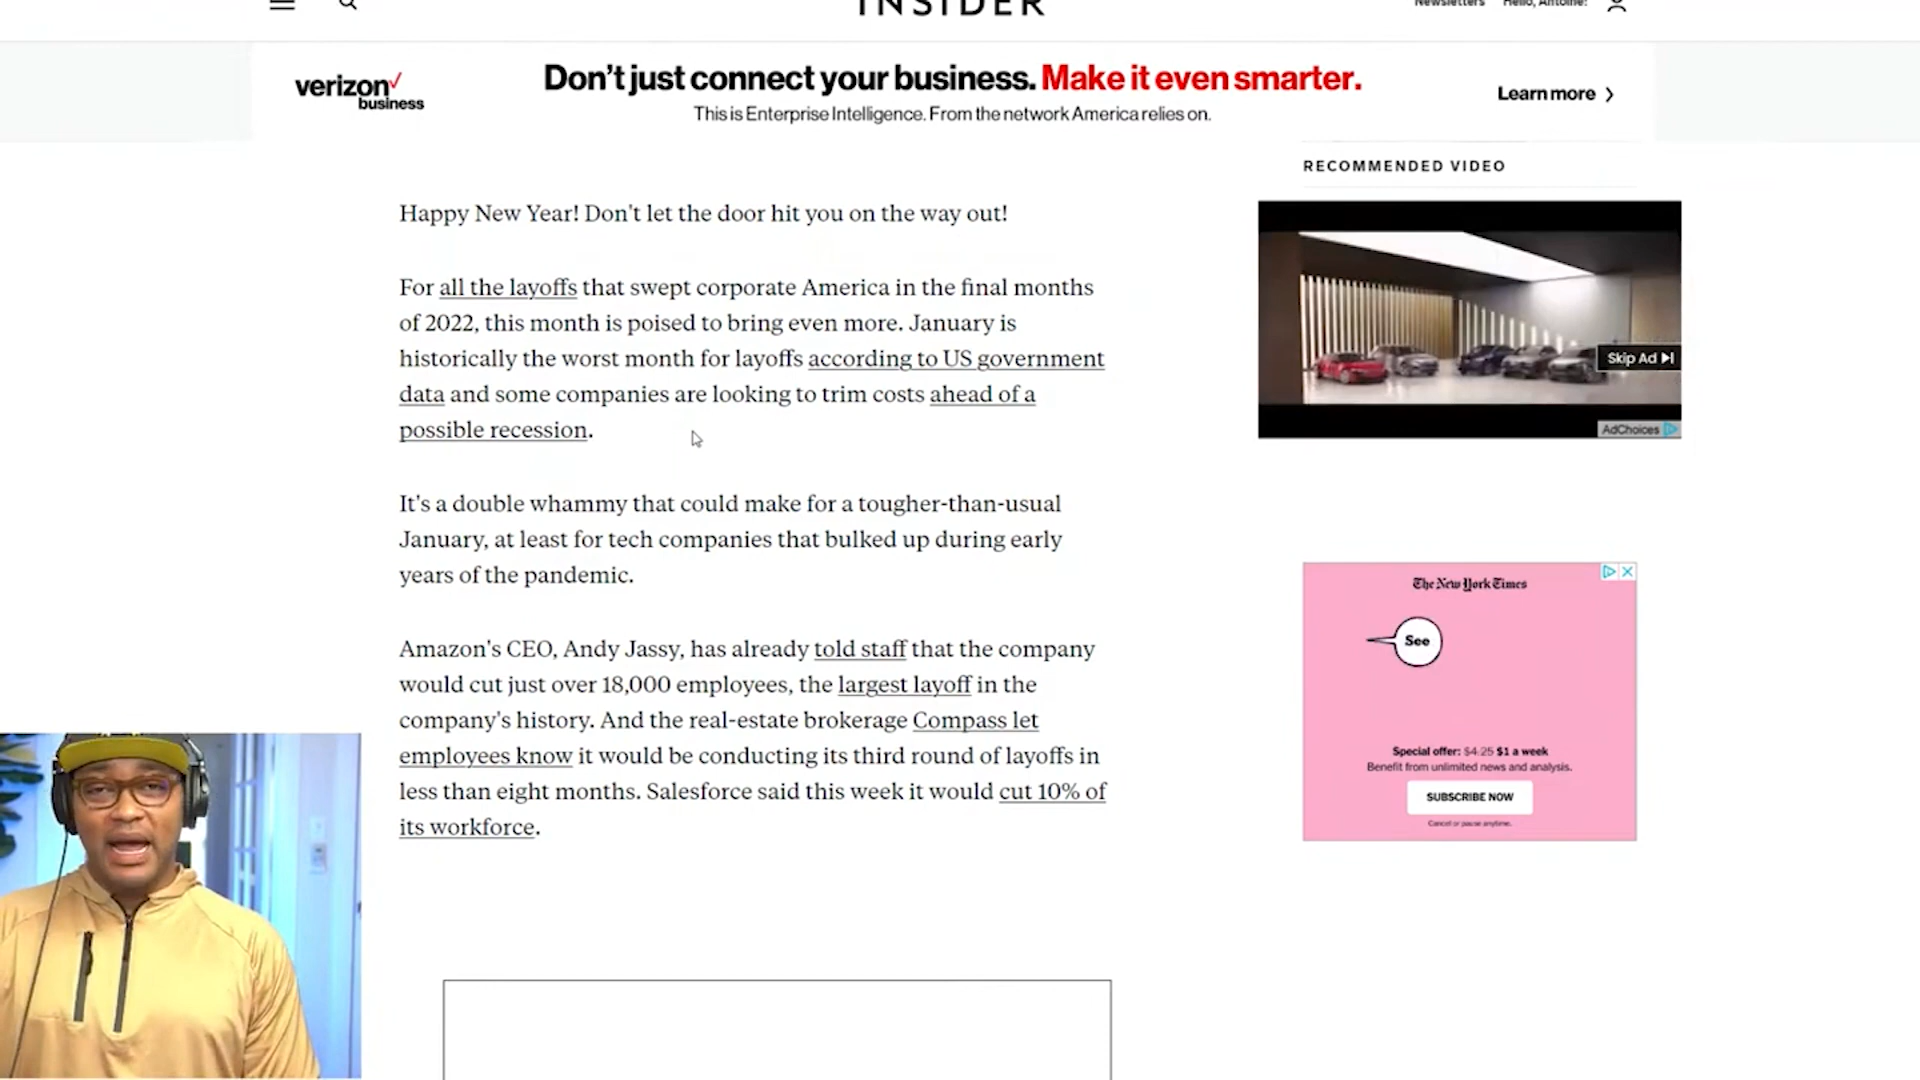 INSIDER
Newsletters
Hello, Antoine!
verizon
business
Don't just connect your business. Make it even smarter.
This is Enterprise Intelligence. From the network America relies on.
Learn more
RECOMMENDED VIDEO
Happy New Year! Don't let the door hit you on the way out!
For all the layoffs that swept corporate America in the final months
of 2022, this month is poised to bring even more. January is
historically the worst month for layoffs according to US government
data and some companies are looking to trim costs ahead of a
possible recession.
Skip Ad
AdChoices
It's a double whammy that could make for a tougher-than-usual
January, at least for tech companies that bulked up during early
years of the pandemic.
Amazon's CEO, Andy Jassy, has already told staff that the company
would cut just over 18,000 employees, the largest layoff in the
company's history. And the real-estate brokerage Compass let
employees know it would be conducting its third round of layoffs in
less than eight months. Salesforce said this week it would cut 10% of
its workforce.
The New York Times
See
Special offer: $4.25 $1 a week
Benefit from unlimited news and analysis.
SUBSCRIBE NOW
Cancel or pause anytime.